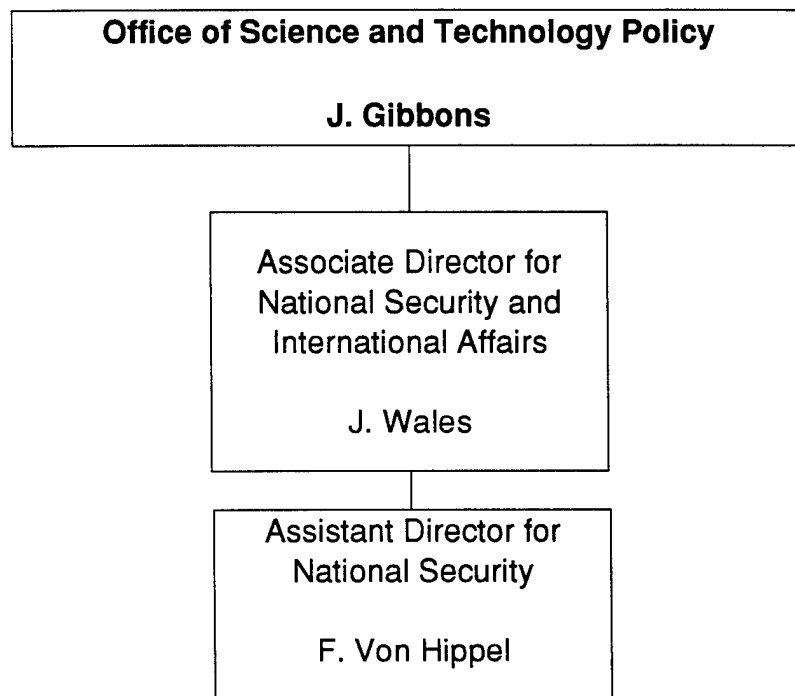 Office of Science and Technology Policy
J. Gibbons
Associate Director for
National Security and
International Affairs
J. Wales
Assistant Director for
National Security
F. Von Hippel